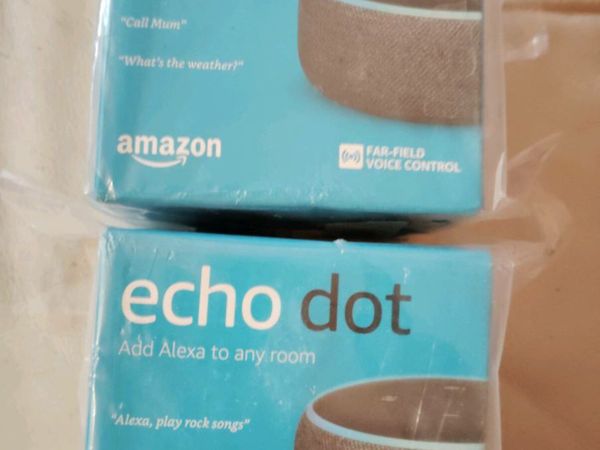 "Call Mum"
"What's the weather?"
amazon
FAR-FIELD
VOICE CONTROL
echo dot
Add Alexa to any room
"Alexa, play rock songs"